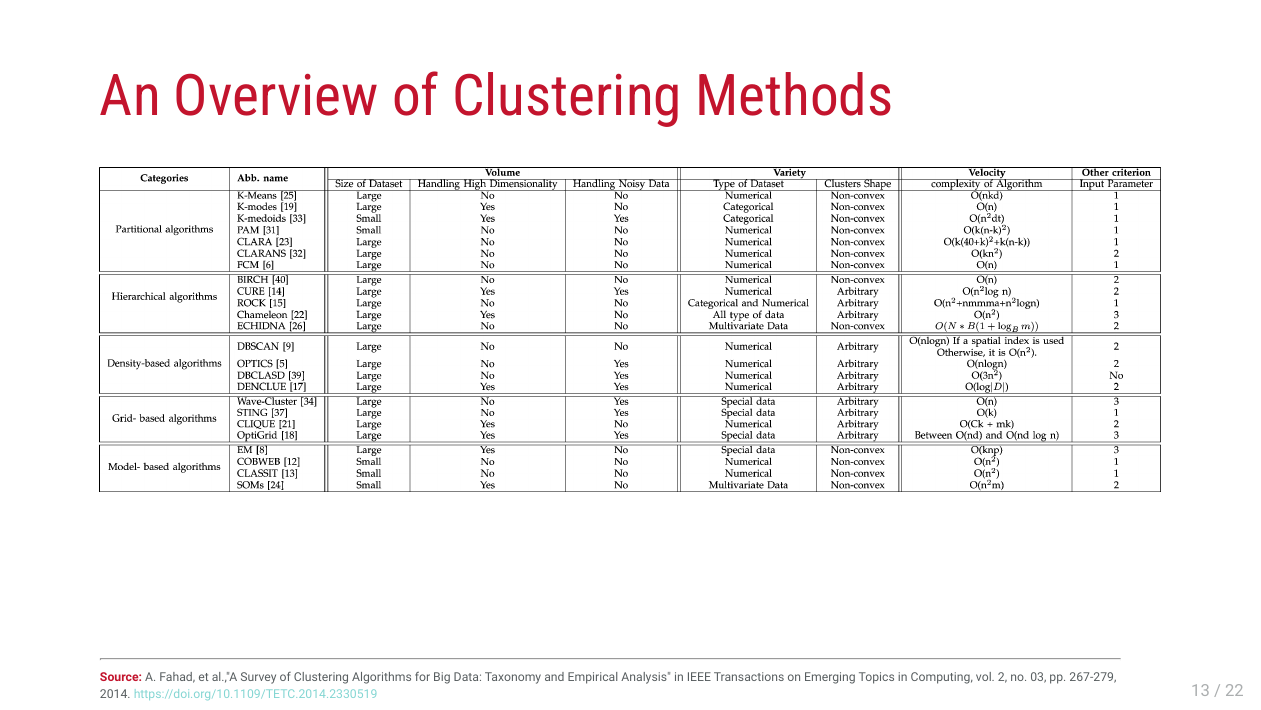 An Overview of Clustering Methods
Categories Abb. name Volume Variety Velocity Other criterion
Size of Dataset Handling High Dimensionality Handling Noisy Data Type of Dataset Clusters Shape complexity of Algorithm Input Parameter
Partitional algorithms
K-Means [25] Large No No Numerical Non-convex O(nkd) 1
K-modes [19] Large Yes No Categorical Non-convex O(n) 1
K-medoids [33] Small Yes Yes Categorical Non-convex O(n²dt) 1
PAM [31] Small No No Numerical Non-convex O(k(n-k)²) 1
CLARA [23] Large No No Numerical Non-convex O(k(40+k)²+k(n-k)) 1
CLARANS [32] Large No No Numerical Non-convex O(kn²) 2
FCM [6] Large No No Numerical Non-convex O(n) 1
Hierarchical algorithms
BIRCH [40] Large No No Numerical Non-convex O(n) 2
CURE [14] Large Yes Yes Numerical Arbitrary O(n²log n) 2
ROCK [15] Large No No Categorical and Numerical Arbitrary O(n²+nmmma+n²logn) 1
Chameleon [22] Large Yes No All type of data Arbitrary O(n²) 3
ECHIDNA [26] Large No No Multivariate Data Non-convex O(N * B(1 + log_B m)) 2
Density-based algorithms
DBSCAN [9] Large No No Numerical Arbitrary O(nlogn) If a spatial index is used
Otherwise, it is O(n²). 2
OPTICS [5] Large No Yes Numerical Arbitrary O(nlogn) 2
DBCLASD [39] Large No Yes Numerical Arbitrary O(3n²) No
DENCLUE [17] Large Yes Yes Numerical Arbitrary O(log|D|) 2
Grid- based algorithms
Wave-Cluster [34] Large No Yes Special data Arbitrary O(n) 3
STING [37] Large No Yes Special data Arbitrary O(k) 1
CLIQUE [21] Large Yes No Numerical Arbitrary O(Ck + mk) 2
OptiGrid [18] Large Yes Yes Special data Arbitrary Between O(nd) and O(nd log n) 3
Model- based algorithms
EM [8] Large Yes No Special data Non-convex O(knp) 3
COBWEB [12] Small No No Numerical Non-convex O(n²) 1
CLASSIT [13] Small No No Numerical Non-convex O(n²) 1
SOMs [24] Small Yes No Multivariate Data Non-convex O(n²m) 2
Source: A. Fahad, et al.,"A Survey of Clustering Algorithms for Big Data: Taxonomy and Empirical Analysis" in IEEE Transactions on Emerging Topics in Computing, vol. 2, no. 03, pp. 267-279,
2014. https://doi.org/10.1109/TETC.2014.2330519
13 / 22